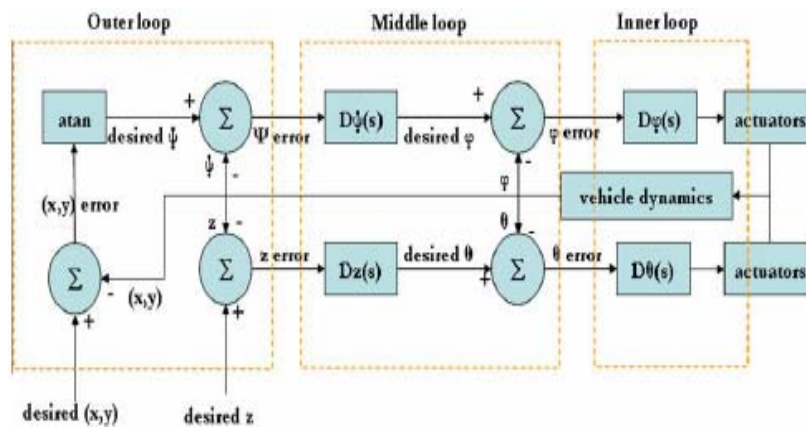 Outer loop
Middle loop
Inner loop
atan
+
Σ
desired ψ̇
Ψ error
Dψ̇(s)
desired φ
+
Σ
φ error
Dφ(s)
actuators
ψ̇
-
-
φ
(x,y) error
vehicle dynamics
z
-
θ
-
Σ
-
(x,y)
+
Σ
z error
+
Dz(s)
desired θ
+
Σ
θ error
Dθ(s)
actuators
desired (x,y)
desired z